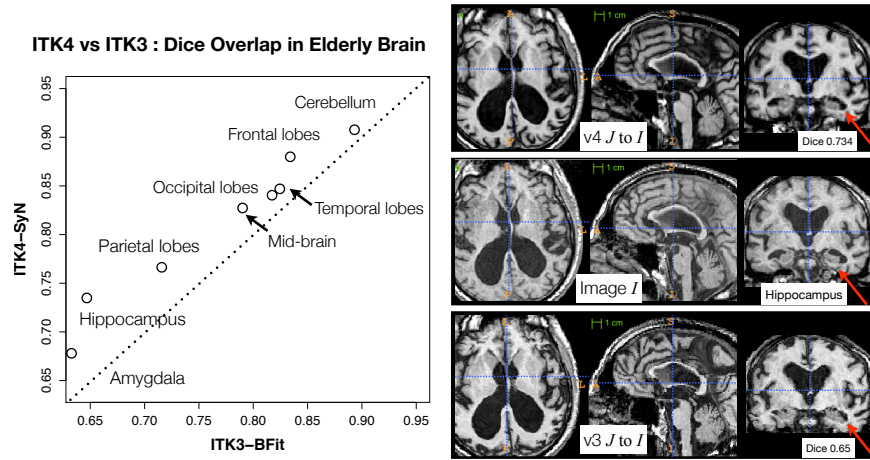 ITK4 vs ITK3 : Dice Overlap in Elderly Brain
ITK4–SyN
0.95
0.90
0.85
0.80
0.75
0.70
0.65
Cerebellum
Frontal lobes
Occipital lobes
Temporal lobes
Mid-brain
Parietal lobes
Hippocampus
Amygdala
0.65
0.70
0.75
0.80
0.85
0.90
0.95
ITK3–BFit
A
1 cm
S
L A
v4 J to I
I
Dice 0.734
1 cm
S
L A
Image I
I
Hippocampus
1 cm
S
L A
v3 J to I
I
Dice 0.65